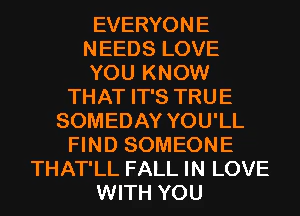 EVERYONE
NEEDS LOVE
YOU KNOW
THAT IT'S TRUE
SOMEDAY YOU'LL
FIND SOMEONE
THAT'LL FALL IN LOVE
WITH YOU